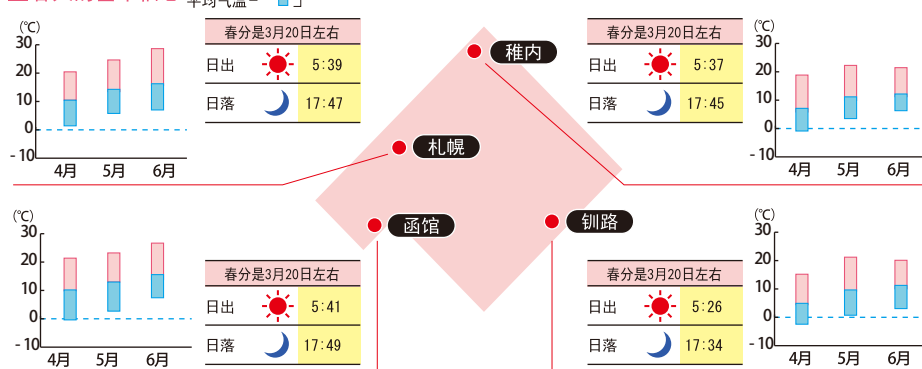 平均气温
(℃)
30
20
10
0
-10
4月 5月 6月
春分是3月20日左右
日出 5:39
日落 17:47
稚内
札幌
函馆
钏路
春分是3月20日左右
日出 5:37
日落 17:45
(℃)
30
20
10
0
-10
4月 5月 6月
(℃)
30
20
10
0
-10
4月 5月 6月
春分是3月20日左右
日出 5:41
日落 17:49
春分是3月20日左右
日出 5:26
日落 17:34
(℃)
30
20
10
0
-10
4月 5月 6月